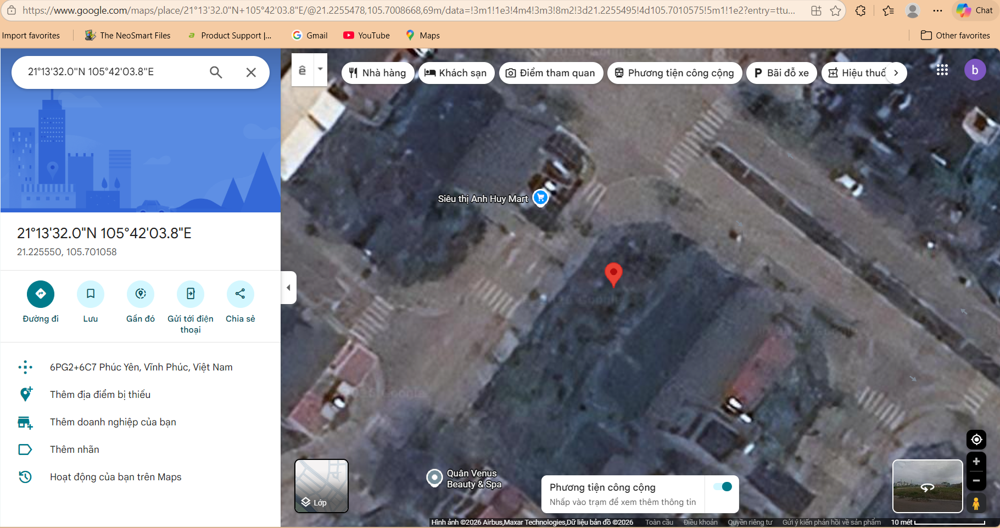 https://www.google.com/maps/place/21°13'32.0"N+105°42'03.8"E/@21.2255478,105.7008668,69m/data=!3m1!1e3!4m4!3m3!8m2!3d21.2255495!4d105.7010575!5m1!1e2?entry=ttu...
Chat
Import favorites
The NeoSmart Files
Product Support |...
Gmail
YouTube
Maps
Other favorites
21°13'32.0"N 105°42'03.8"E
ê
Nhà hàng
Khách sạn
Điểm tham quan
Phương tiện công cộng
Bãi đỗ xe
Hiệu thuố
b
Siêu thị Anh Huy Mart
21°13'32.0"N 105°42'03.8"E
21.225550, 105.701058
Đường đi
Lưu
Gần đó
Gửi tới điện
thoại
Chia sẻ
6PG2+6C7 Phúc Yên, Vĩnh Phúc, Việt Nam
Thêm địa điểm bị thiếu
Thêm doanh nghiệp của bạn
Thêm nhãn
Hoạt động của bạn trên Maps
Lớp
Quân Venus
Beauty & Spa
Phương tiện công cộng
Nhấp vào trạm để xem thêm thông tin
Hình ảnh ©2026 Airbus,Maxar Technologies,Dữ liệu bản đồ ©2026
Toàn cầu
Điều khoản
Quyền riêng tư
Gửi ý kiến phản hồi về sản phẩm
10 mét